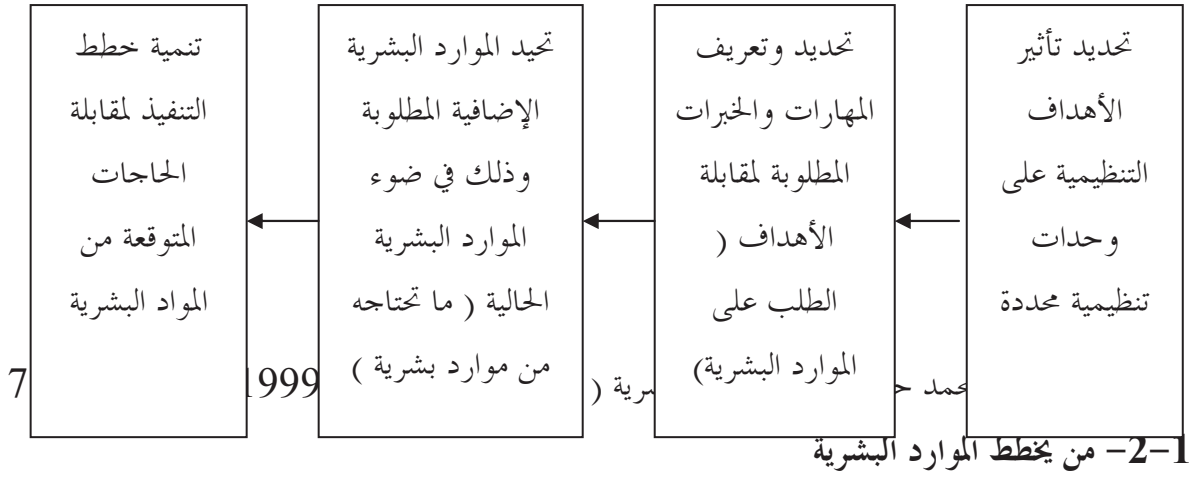 تحديد تأثير
الأهداف
التنظيمية على
وحدات
تنظيمية محددة
تحديد وتعريف
المهارات والخبرات
المطلوبة لمقابلة
الأهداف (
الطلب على
الموارد البشرية)
تحيد الموارد البشرية
الإضافية المطلوبة
وذلك في ضوء
الموارد البشرية
الحالية ( ما تحتاجه
من موارد بشرية )
تنمية خطط
التنفيذ لمقابلة
الحاجات
المتوقعة من
المواد البشرية
1999 7
1-2- من يخطط الموارد البشرية